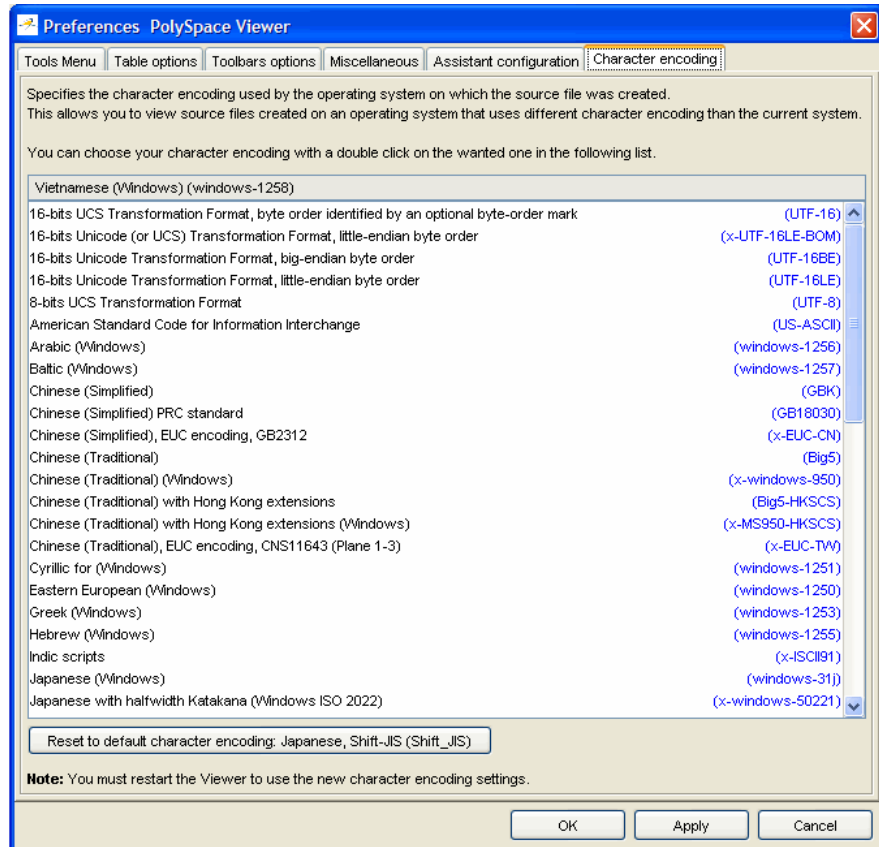 Preferences PolySpace Viewer
Tools Menu Table options Toolbars options Miscellaneous Assistant configuration Character encoding
Specifies the character encoding used by the operating system on which the source file was created.
This allows you to view source files created on an operating system that uses different character encoding than the current system.
You can choose your character encoding with a double click on the wanted one in the following list.
Vietnamese (Windows) (windows-1258)
16-bits UCS Transformation Format, byte order identified by an optional byte-order mark (UTF-16)
16-bits Unicode (or UCS) Transformation Format, little-endian byte order (x-UTF-16LE-BOM)
16-bits Unicode Transformation Format, big-endian byte order (UTF-16BE)
16-bits Unicode Transformation Format, little-endian byte order (UTF-16LE)
8-bits UCS Transformation Format (UTF-8)
American Standard Code for Information Interchange (US-ASCII)
Arabic (Windows) (windows-1256)
Baltic (Windows) (windows-1257)
Chinese (Simplified) (GBK)
Chinese (Simplified) PRC standard (GB18030)
Chinese (Simplified), EUC encoding, GB2312 (x-EUC-CN)
Chinese (Traditional) (Big5)
Chinese (Traditional) (Windows) (x-windows-950)
Chinese (Traditional) with Hong Kong extensions (Big5-HKSCS)
Chinese (Traditional) with Hong Kong extensions (Windows) (x-MS950-HKSCS)
Chinese (Traditional), EUC encoding, CNS11643 (Plane 1-3) (x-EUC-TW)
Cyrillic for (Windows) (windows-1251)
Eastern European (Windows) (windows-1250)
Greek (Windows) (windows-1253)
Hebrew (Windows) (windows-1255)
Indic scripts (x-ISCII91)
Japanese (Windows) (windows-31j)
Japanese with halfwidth Katakana (Windows ISO 2022) (x-windows-50221)
Reset to default character encoding: Japanese, Shift-JIS (Shift_JIS)
Note: You must restart the Viewer to use the new character encoding settings.
OK Apply Cancel